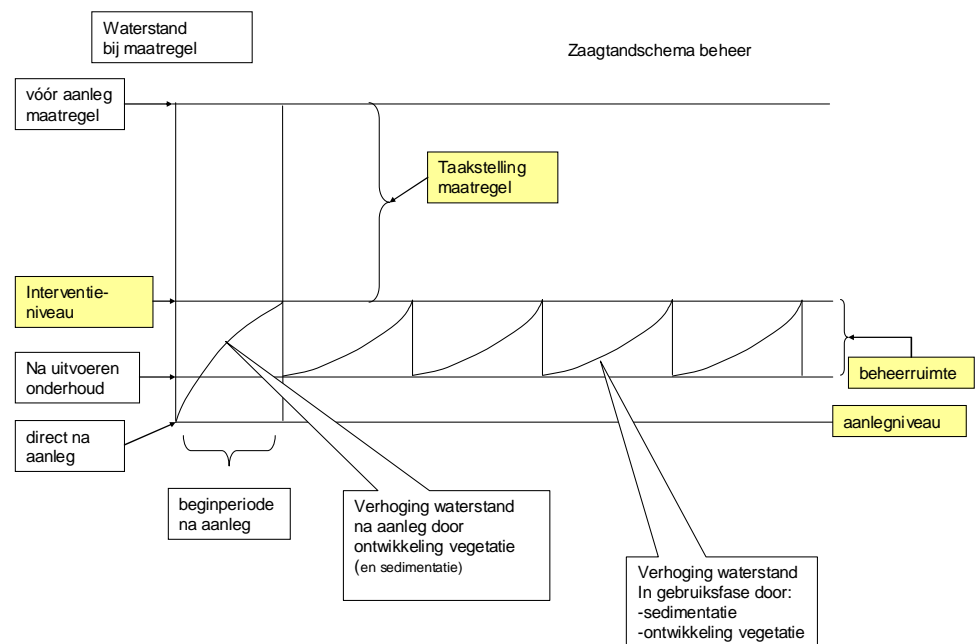 Waterstand
bij maatregel
Zaagtandschema beheer
vóór aanleg
maatregel
Taakstelling
maatregel
Interventie-
niveau
Na uitvoeren
onderhoud
beheerruimte
direct na
aanleg
aanlegniveau
beginperiode
na aanleg
Verhoging waterstand
na aanleg door
ontwikkeling vegetatie
(en sedimentatie)
Verhoging waterstand
In gebruiksfase door:
-sedimentatie
-ontwikkeling vegetatie